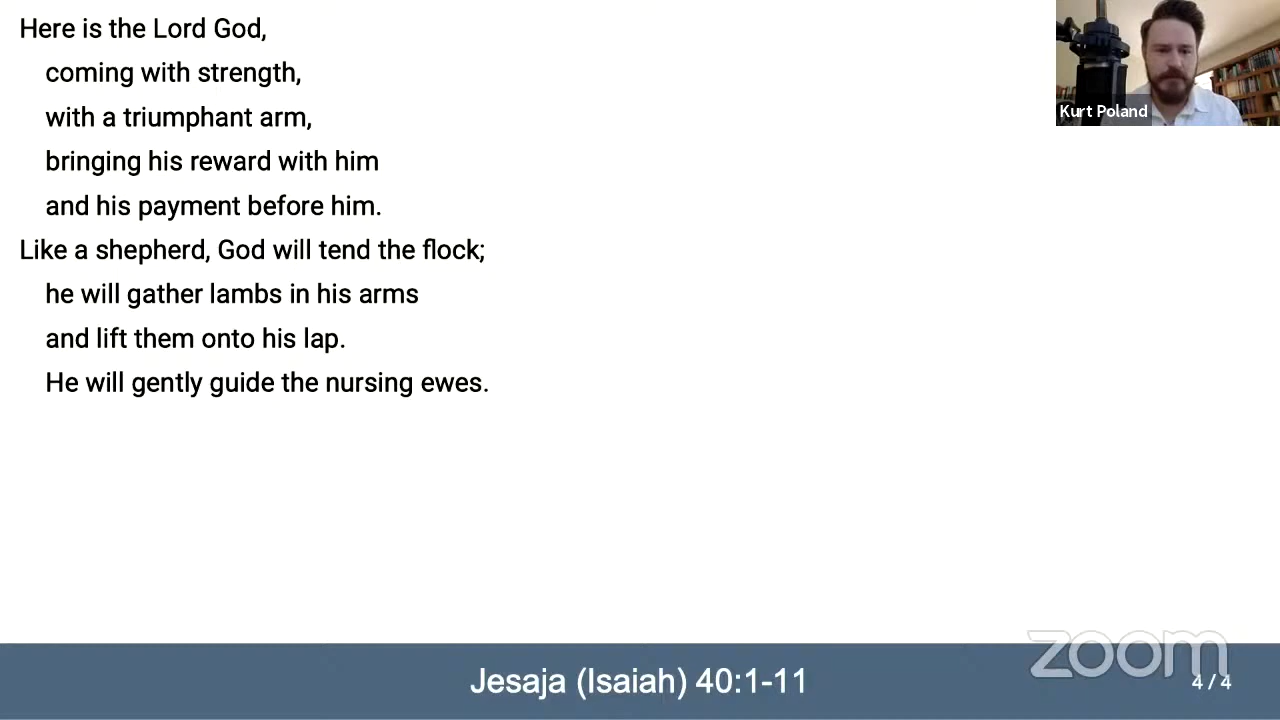 Here is the Lord God,
coming with strength,
with a triumphant arm,
bringing his reward with him
and his payment before him.
Like a shepherd, God will tend the flock;
he will gather lambs in his arms
and lift them onto his lap.
He will gently guide the nursing ewes.
Kurt Poland
zoom
Jesaja (Isaiah) 40:1-11
4 / 4